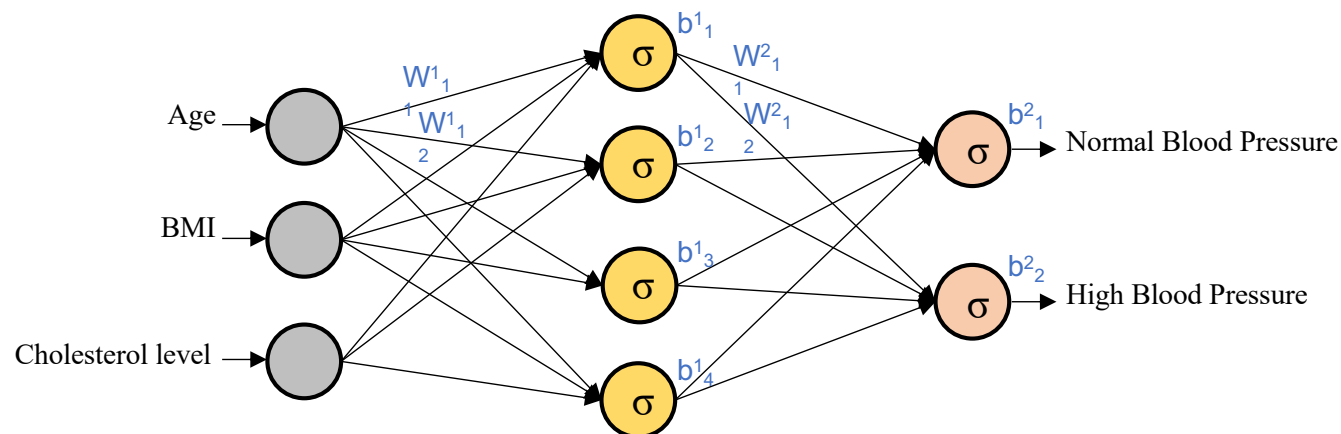 Age
BMI
Cholesterol level
W¹₁
₁
W¹₁
₂
σ
b¹₁
σ
b¹₂
σ
b¹₃
σ
b¹₄
W²₁
₁
W²₁
₂
σ
b²₁
Normal Blood Pressure
σ
b²₂
High Blood Pressure